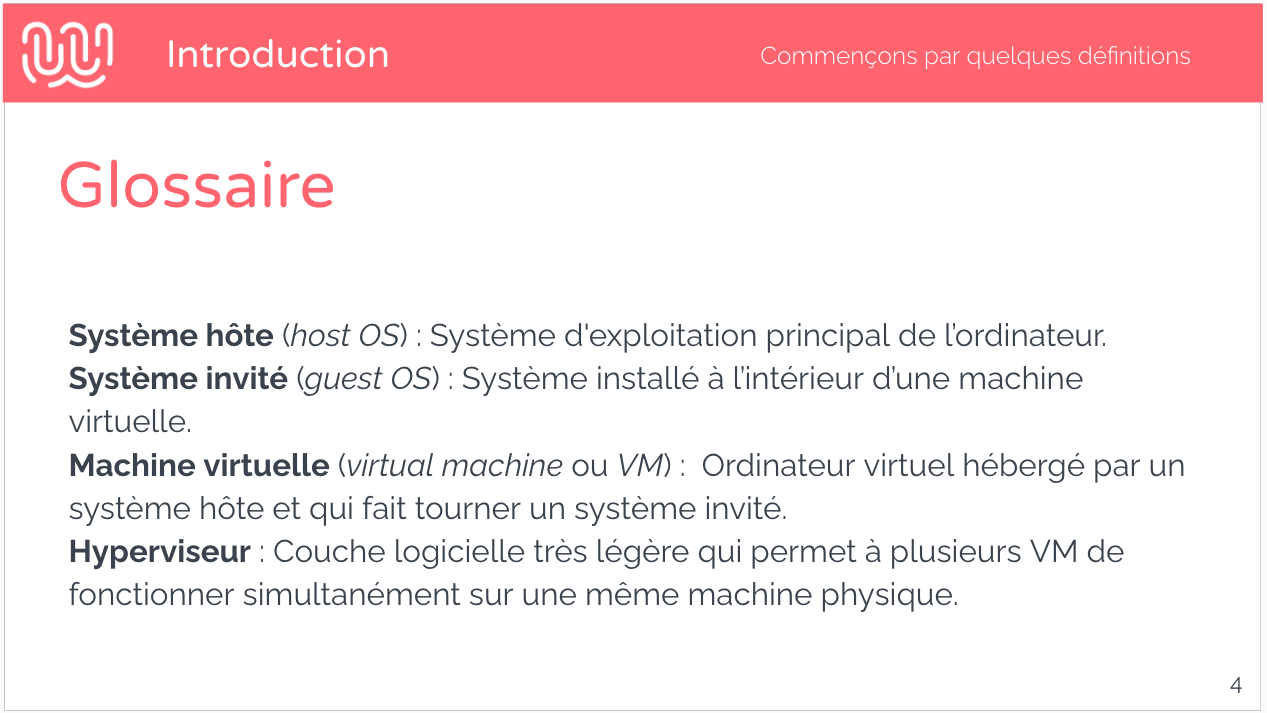 Introduction
Commençons par quelques définitions
Glossaire
Système hôte (host OS) : Système d'exploitation principal de l’ordinateur.
Système invité (guest OS) : Système installé à l’intérieur d’une machine
virtuelle.
Machine virtuelle (virtual machine ou VM) :  Ordinateur virtuel hébergé par un
système hôte et qui fait tourner un système invité.
Hyperviseur : Couche logicielle très légère qui permet à plusieurs VM de
fonctionner simultanément sur une même machine physique.
4